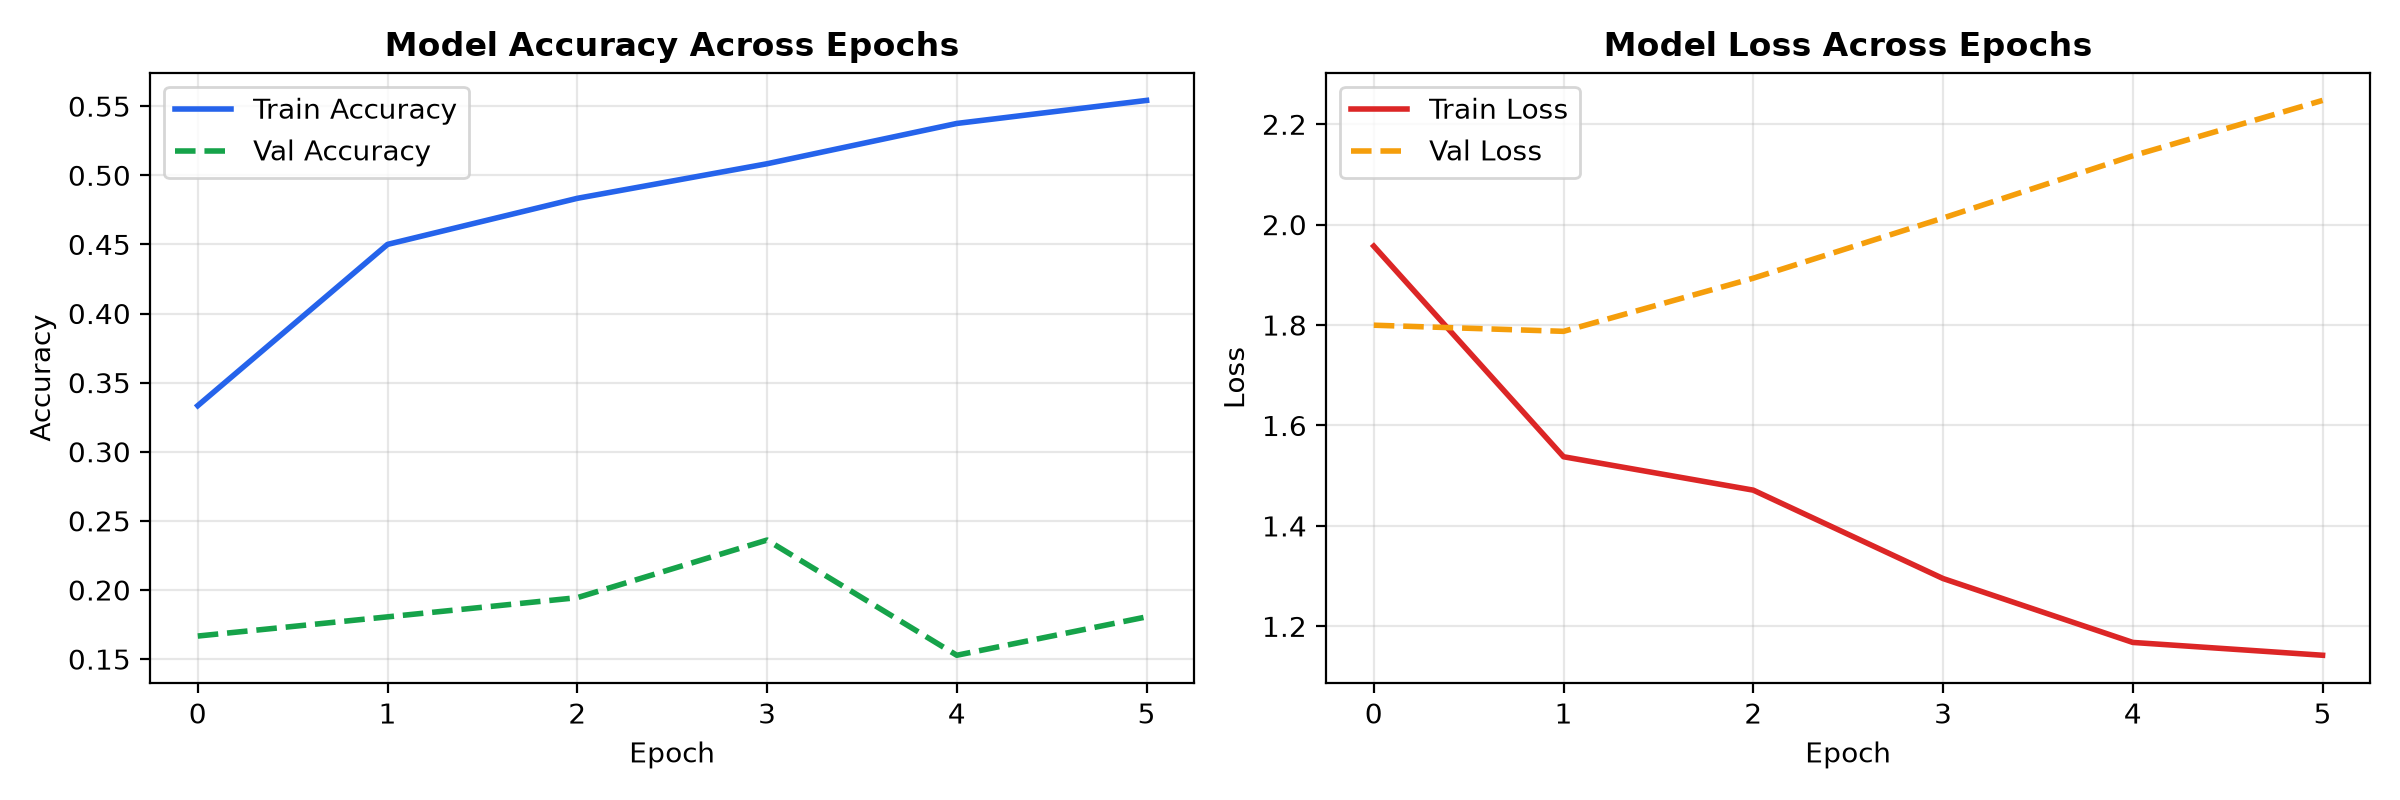 Model Accuracy Across Epochs
Train Accuracy
Val Accuracy
0.55
0.50
0.45
0.40
0.35
0.30
0.25
0.20
0.15
Accuracy
0 1 2 3 4 5
Epoch
Model Loss Across Epochs
Train Loss
Val Loss
2.2
2.0
1.8
1.6
1.4
1.2
Loss
0 1 2 3 4 5
Epoch